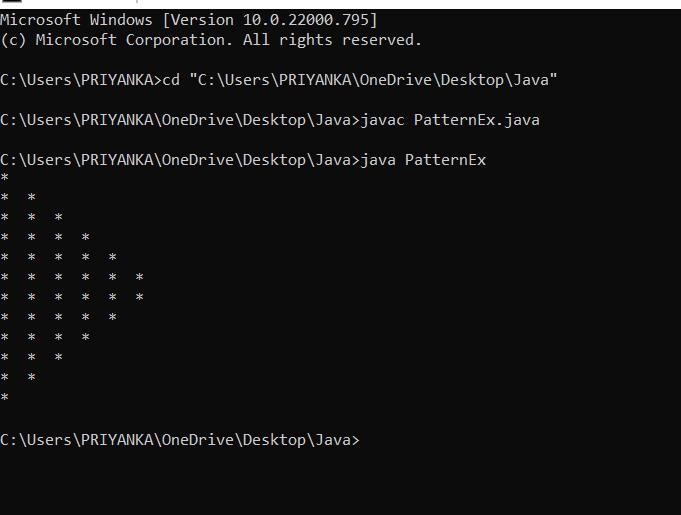 Microsoft Windows [Version 10.0.22000.795]
(c) Microsoft Corporation. All rights reserved.
C:\Users\PRIYANKA>cd "C:\Users\PRIYANKA\OneDrive\Desktop\Java"
C:\Users\PRIYANKA\OneDrive\Desktop\Java>javac PatternEx.java
C:\Users\PRIYANKA\OneDrive\Desktop\Java>java PatternEx
*
*  *
*  *  *
*  *  *  *
*  *  *  *  *
*  *  *  *  *  *
*  *  *  *  *  *
*  *  *  *  *
*  *  *  *
*  *  *
*  *
*
C:\Users\PRIYANKA\OneDrive\Desktop\Java>